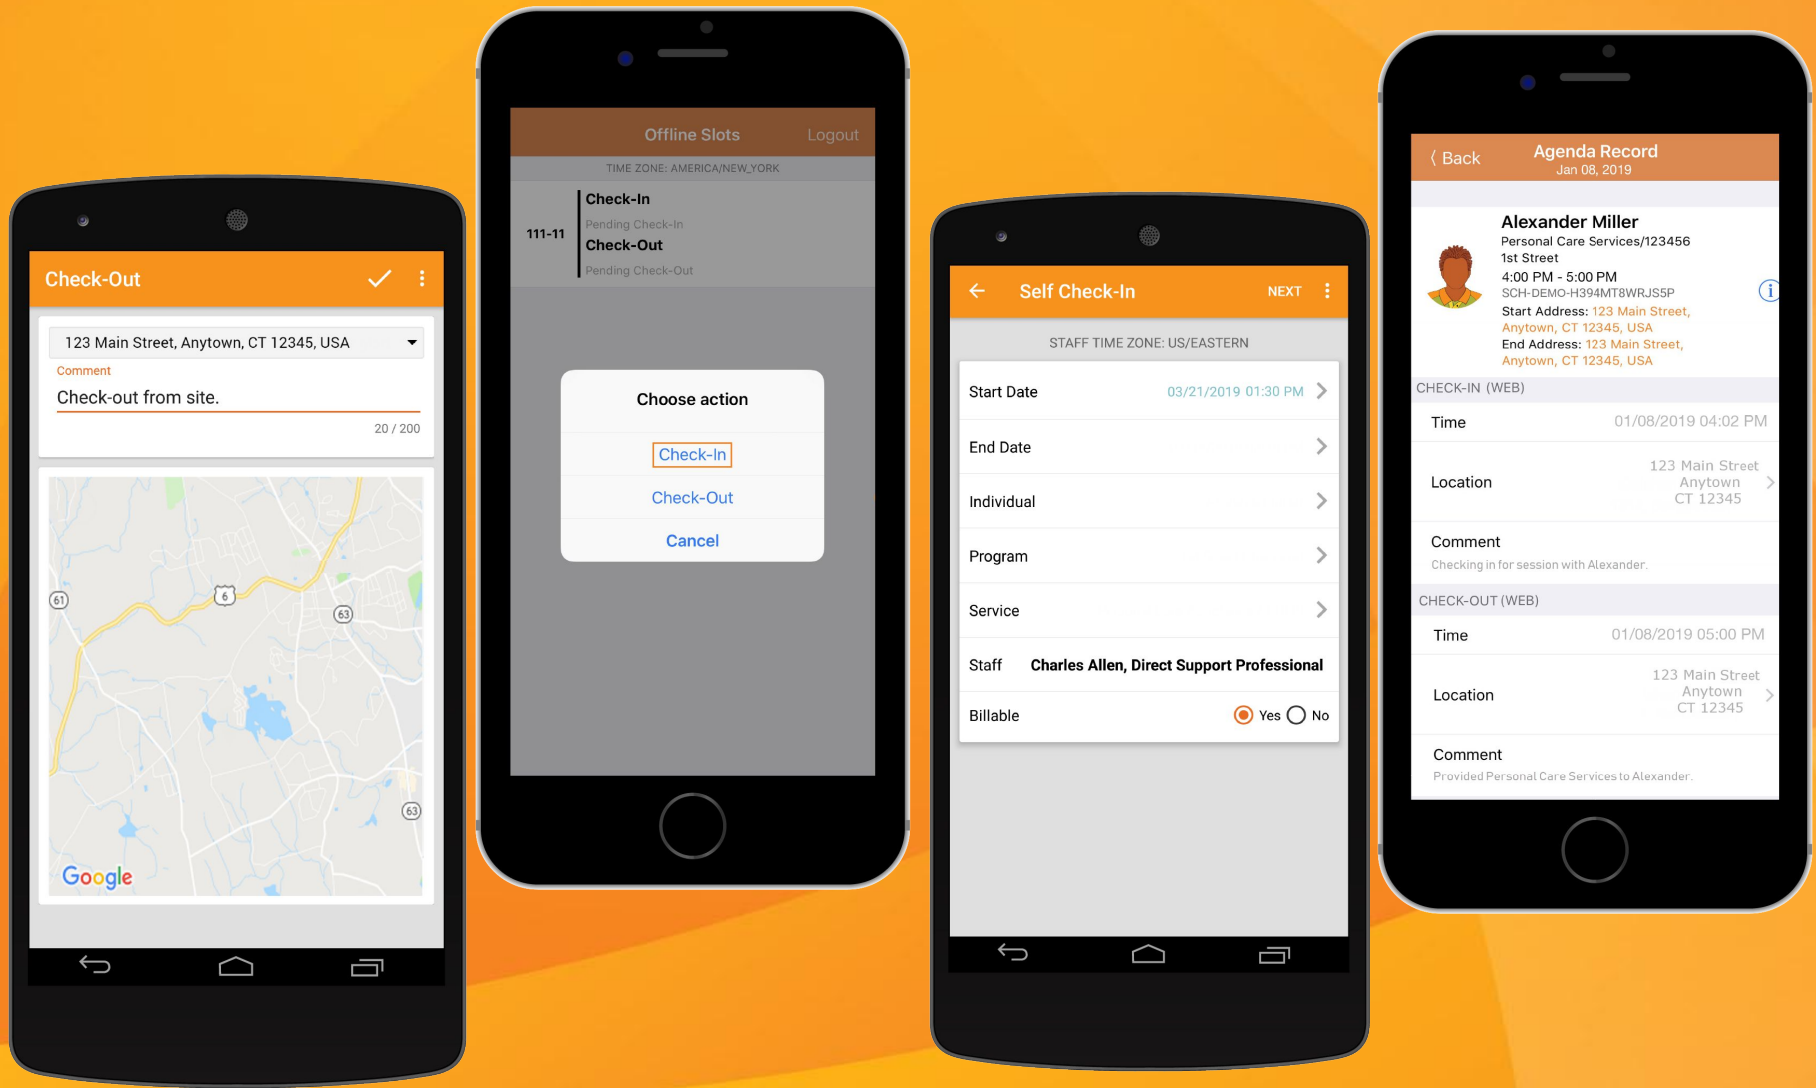 Check-Out
123 Main Street, Anytown, CT 12345, USA
Comment
Check-out from site.
20 / 200
61
6
63
63
Google
Offline Slots Logout
TIME ZONE: AMERICA/NEW_YORK
Check-In
Pending Check-In
111-11
Check-Out
Pending Check-Out
Choose action
Check-In
Check-Out
Cancel
Self Check-In NEXT
STAFF TIME ZONE: US/EASTERN
Start Date 03/21/2019 01:30 PM
End Date
Individual
Program
Service
Staff Charles Allen, Direct Support Professional
Billable Yes No
Back Agenda Record
Jan 08, 2019
Alexander Miller
Personal Care Services/123456
1st Street
4:00 PM - 5:00 PM
SCH-DEMO-H394MT8WRJS5P
Start Address: 123 Main Street,
Anytown, CT 12345, USA
End Address: 123 Main Street,
Anytown, CT 12345, USA
CHECK-IN (WEB)
Time 01/08/2019 04:02 PM
Location 123 Main Street
Anytown
CT 12345
Comment
Checking in for session with Alexander.
CHECK-OUT (WEB)
Time 01/08/2019 05:00 PM
Location 123 Main Street
Anytown
CT 12345
Comment
Provided Personal Care Services to Alexander.